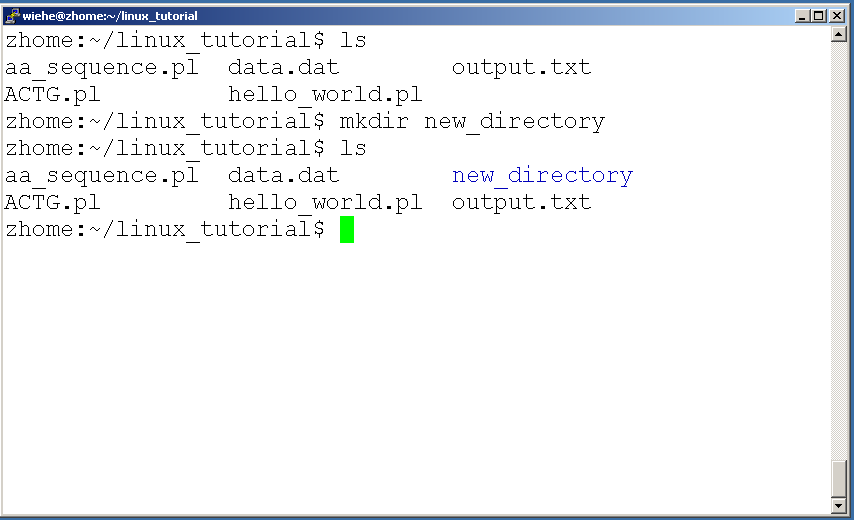 wiehe@zhome:~/linux_tutorial
zhome:~/linux_tutorial$ ls
aa_sequence.pl  data.dat        output.txt
ACTG.pl         hello_world.pl
zhome:~/linux_tutorial$ mkdir new_directory
zhome:~/linux_tutorial$ ls
aa_sequence.pl  data.dat        new_directory
ACTG.pl         hello_world.pl  output.txt
zhome:~/linux_tutorial$